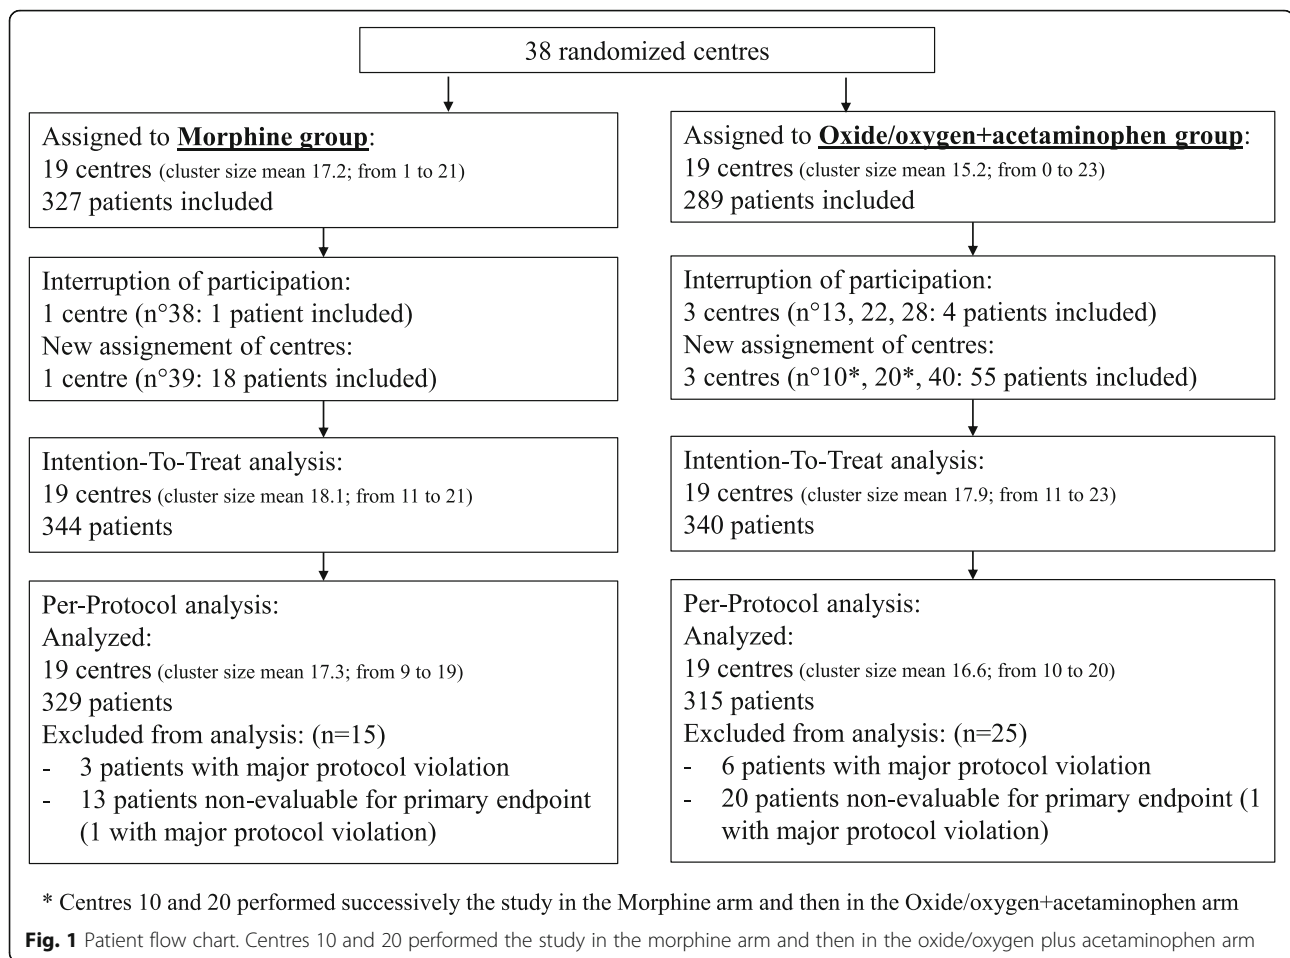 38 randomized centres
Assigned to Morphine group:
19 centres (cluster size mean 17.2; from 1 to 21)
327 patients included
Assigned to Oxide/oxygen+acetaminophen group:
19 centres (cluster size mean 15.2; from 0 to 23)
289 patients included
Interruption of participation:
1 centre (n°38: 1 patient included)
New assignement of centres:
1 centre (n°39: 18 patients included)
Interruption of participation:
3 centres (n°13, 22, 28: 4 patients included)
New assignement of centres:
3 centres (n°10*, 20*, 40: 55 patients included)
Intention-To-Treat analysis:
19 centres (cluster size mean 18.1; from 11 to 21)
344 patients
Intention-To-Treat analysis:
19 centres (cluster size mean 17.9; from 11 to 23)
340 patients
Per-Protocol analysis:
Analyzed:
19 centres (cluster size mean 17.3; from 9 to 19)
329 patients
Excluded from analysis: (n=15)
- 3 patients with major protocol violation
- 13 patients non-evaluable for primary endpoint
(1 with major protocol violation)
Per-Protocol analysis:
Analyzed:
19 centres (cluster size mean 16.6; from 10 to 20)
315 patients
Excluded from analysis: (n=25)
- 6 patients with major protocol violation
- 20 patients non-evaluable for primary endpoint (1
with major protocol violation)
* Centres 10 and 20 performed successively the study in the Morphine arm and then in the Oxide/oxygen+acetaminophen arm
Fig. 1 Patient flow chart. Centres 10 and 20 performed the study in the morphine arm and then in the oxide/oxygen plus acetaminophen arm